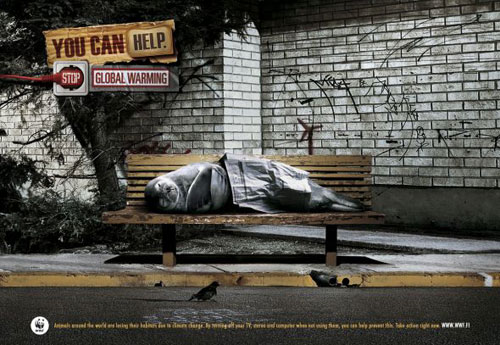 YOU CAN HELP.
STOP GLOBAL WARMING
WWF
Animals around the world are losing their habitats due to climate change. By turning off your TV, stereo and computer when not using them, you can help prevent this. Take action right now. WWW.WWF.FI